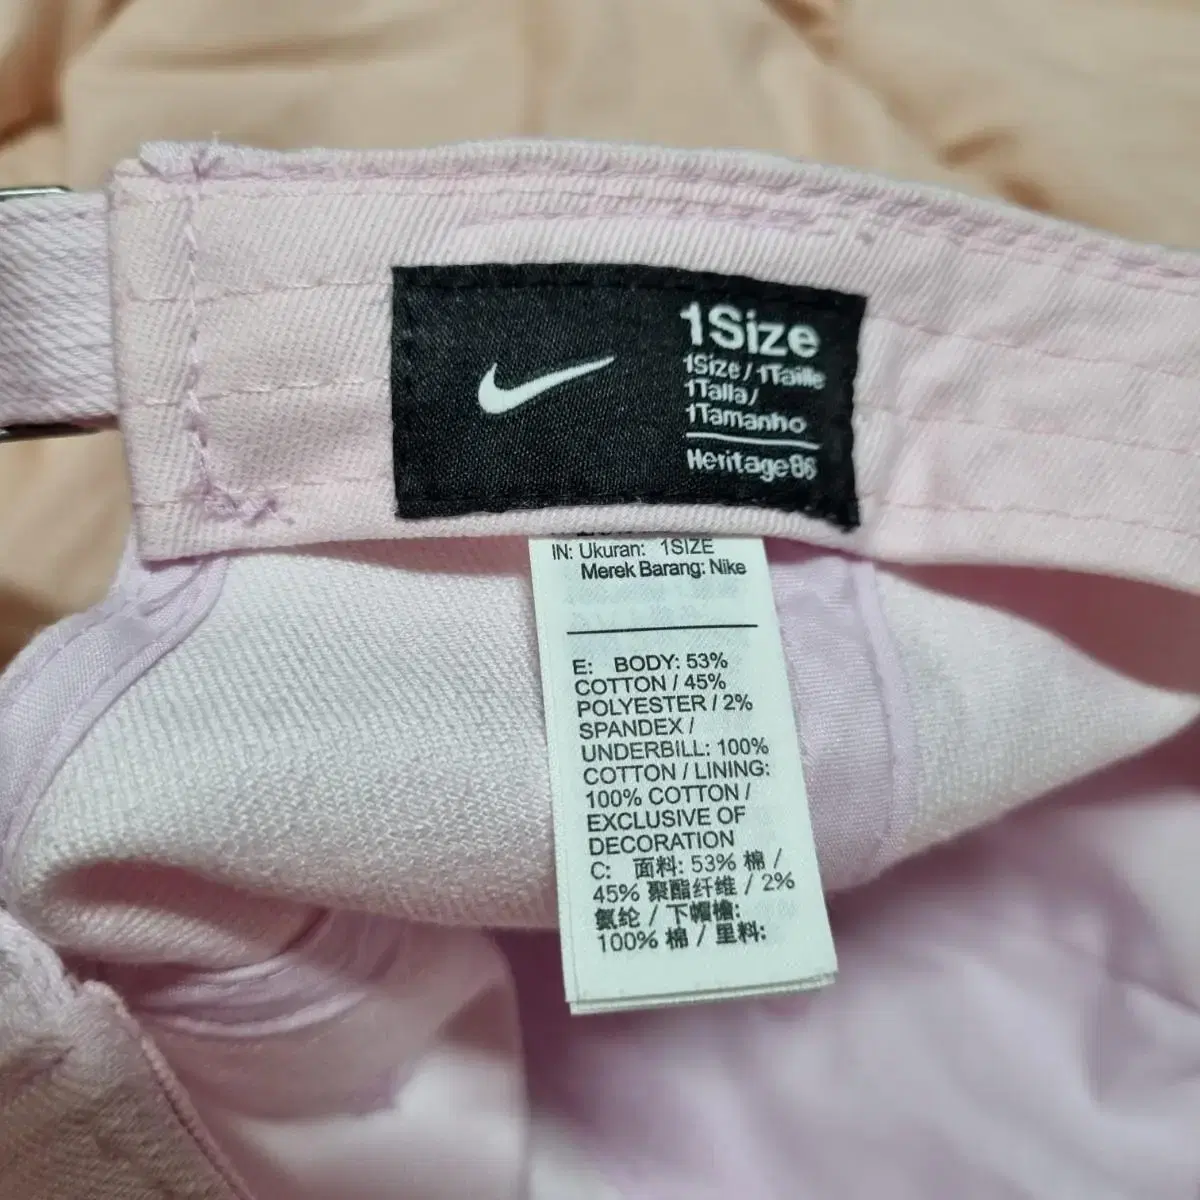 1Size
1Size / 1Taille
1Talla /
1Tamanho
Heritage86
IN: Ukuran: 1SIZE
Merek Barang: Nike
E: BODY: 53%
COTTON / 45%
POLYESTER / 2%
SPANDEX /
UNDERBILL: 100%
COTTON / LINING:
100% COTTON /
EXCLUSIVE OF
DECORATION
C: 面料: 53% 棉 /
45% 聚酯纤维 / 2%
氨纶 / 下帽檐:
100% 棉 / 里料: